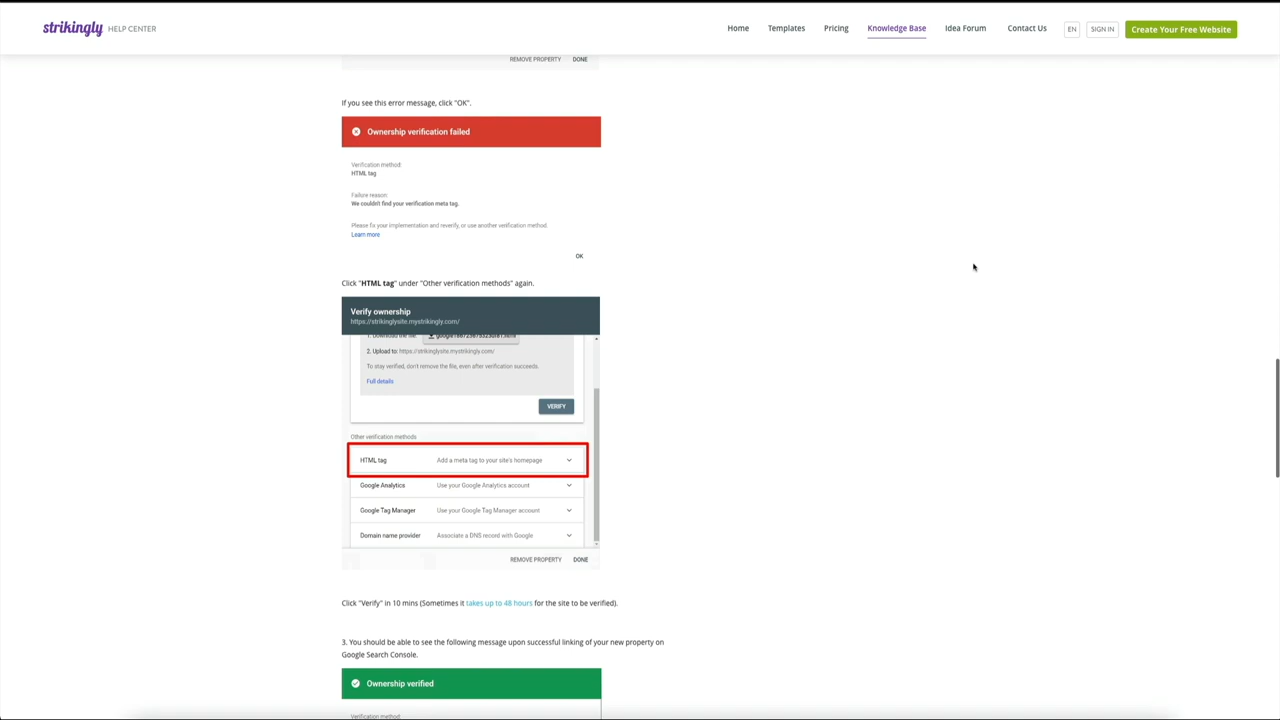 strikingly HELP CENTER
Home Templates Pricing Knowledge Base Idea Forum Contact Us EN SIGN IN Create Your Free Website
REMOVE PROPERTY DONE
If you see this error message, click "OK".
Ownership verification failed
Verification method:
HTML tag
Failure reason:
We couldn't find your verification meta tag.
Please fix your implementation and reverify, or use another verification method.
Learn more
OK
Click "HTML tag" under "Other verification methods" again.
Verify ownership
https://strikinglysite.mystrikingly.com/
1. Download the file:
2. Upload to: https://strikinglysite.mystrikingly.com/
To stay verified, don't remove the file, even after verification succeeds.
Full details
VERIFY
Other verification methods
HTML tag Add a meta tag to your site's homepage
Google Analytics Use your Google Analytics account
Google Tag Manager Use your Google Tag Manager account
Domain name provider Associate a DNS record with Google
REMOVE PROPERTY DONE
Click "Verify" in 10 mins (Sometimes it takes up to 48 hours for the site to be verified).
3. You should be able to see the following message upon successful linking of your new property on
Google Search Console.
Ownership verified
Verification method: